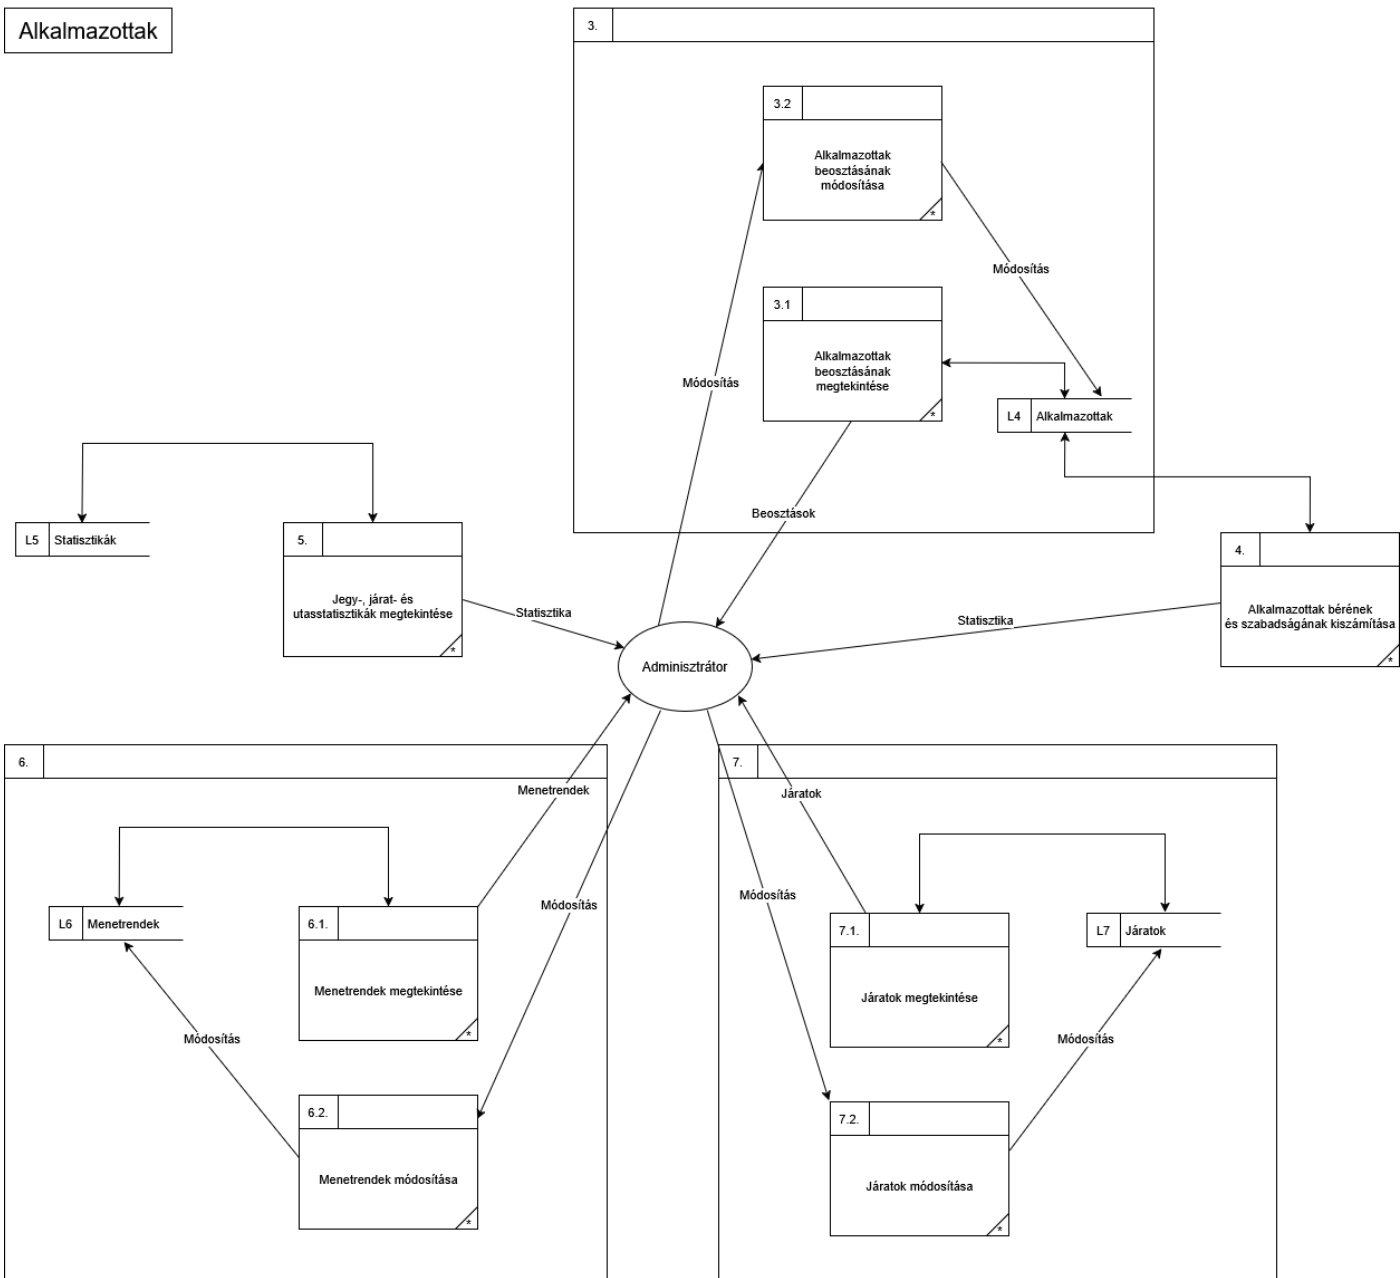 Alkalmazottak
3.
3.2
Alkalmazottak
beosztásának
módosítása
*
Módosítás
3.1
Alkalmazottak
beosztásának
megtekintése
*
Módosítás
L4 Alkalmazottak
Beosztások
L5 Statisztikák
5.
Jegy-, járat- és
utasstatisztikák megtekintése
*
Statisztika
4.
Alkalmazottak bérének
és szabadságának kiszámítása
*
Statisztika
Adminisztrátor
6.
Menetrendek
L6 Menetrendek
6.1.
Menetrendek megtekintése
*
Módosítás
Módosítás
6.2.
Menetrendek módosítása
*
7.
Járatok
Módosítás
7.1.
Járatok megtekintése
*
L7 Járatok
Módosítás
7.2.
Járatok módosítása
*